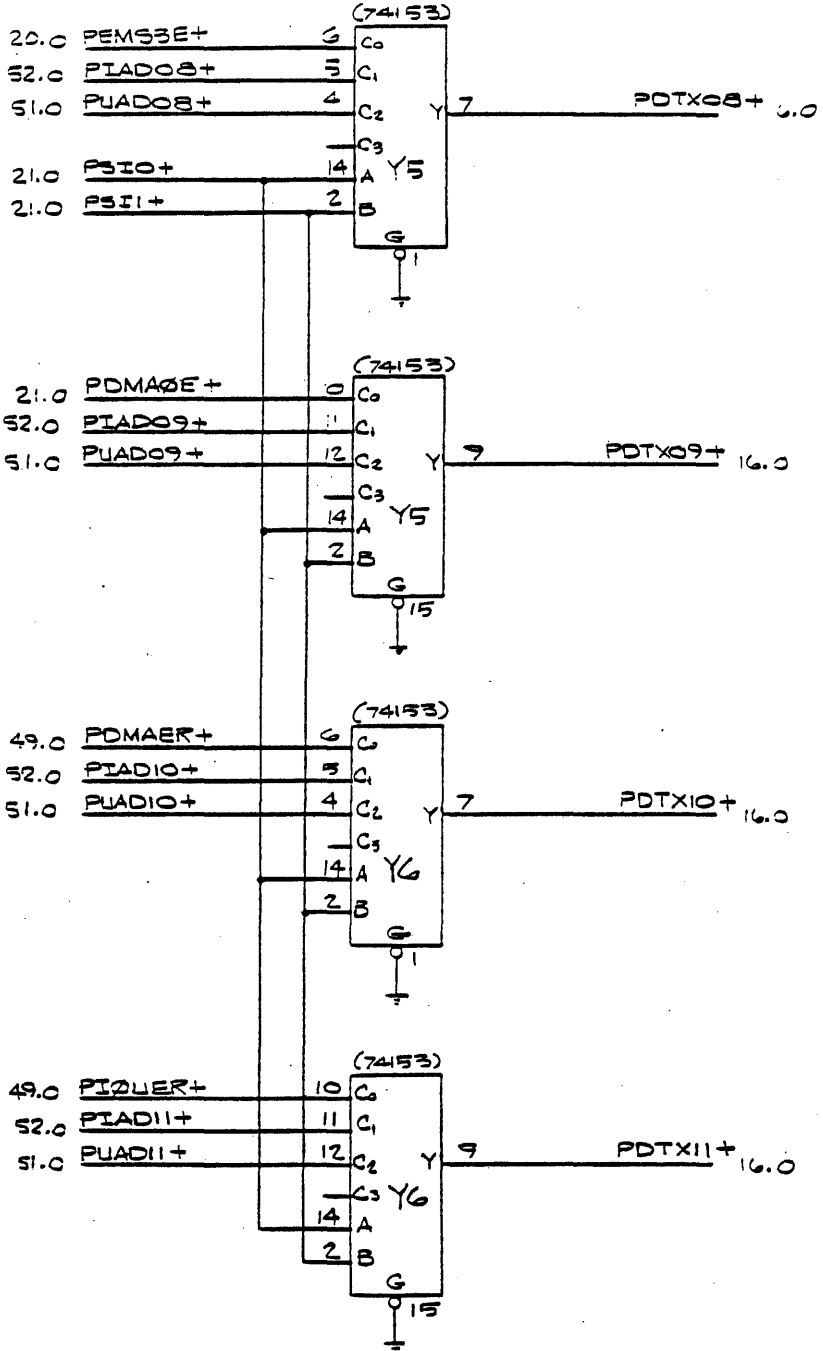 (74153)
20.0 PEMS3E+ 6 C0
52.0 PIAD08+ 5 C1
51.0 PUAD08+ 4 C2 Y 7 PDTX08+ 6.0
C3
21.0 PSI0+ 14 A Y5
21.0 PSI1+ 2 B
G
1
(74153)
21.0 PDMAØE+ 10 C0
52.0 PIAD09+ 11 C1
51.0 PUAD09+ 12 C2 Y 9 PDTX09+ 16.0
C3
Y5
14 A
2 B
G
15
(74153)
49.0 PDMAER+ 6 C0
52.0 PIAD10+ 5 C1
51.0 PUAD10+ 4 C2 Y 7 PDTX10+ 16.0
C3
14 A Y6
2 B
G
1
(74153)
49.0 PIØUER+ 10 C0
52.0 PIAD11+ 11 C1
51.0 PUAD11+ 12 C2 Y 9 PDTX11+ 16.0
C3 Y6
14 A
2 B
G
15